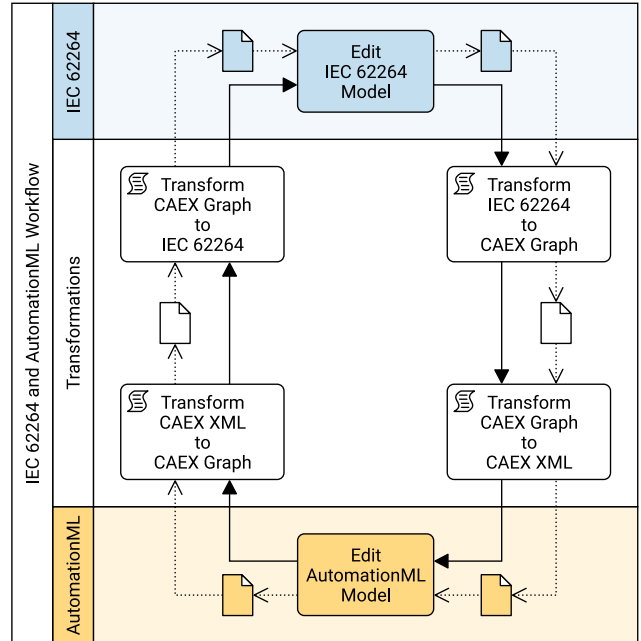 IEC 62264 and AutomationML Workflow
IEC 62264
Edit
IEC 62264
Model
Transformations
Transform
CAEX Graph
to
IEC 62264
Transform
IEC 62264
to
CAEX Graph
Transform
CAEX XML
to
CAEX Graph
Transform
CAEX Graph
to
CAEX XML
AutomationML
Edit
AutomationML
Model